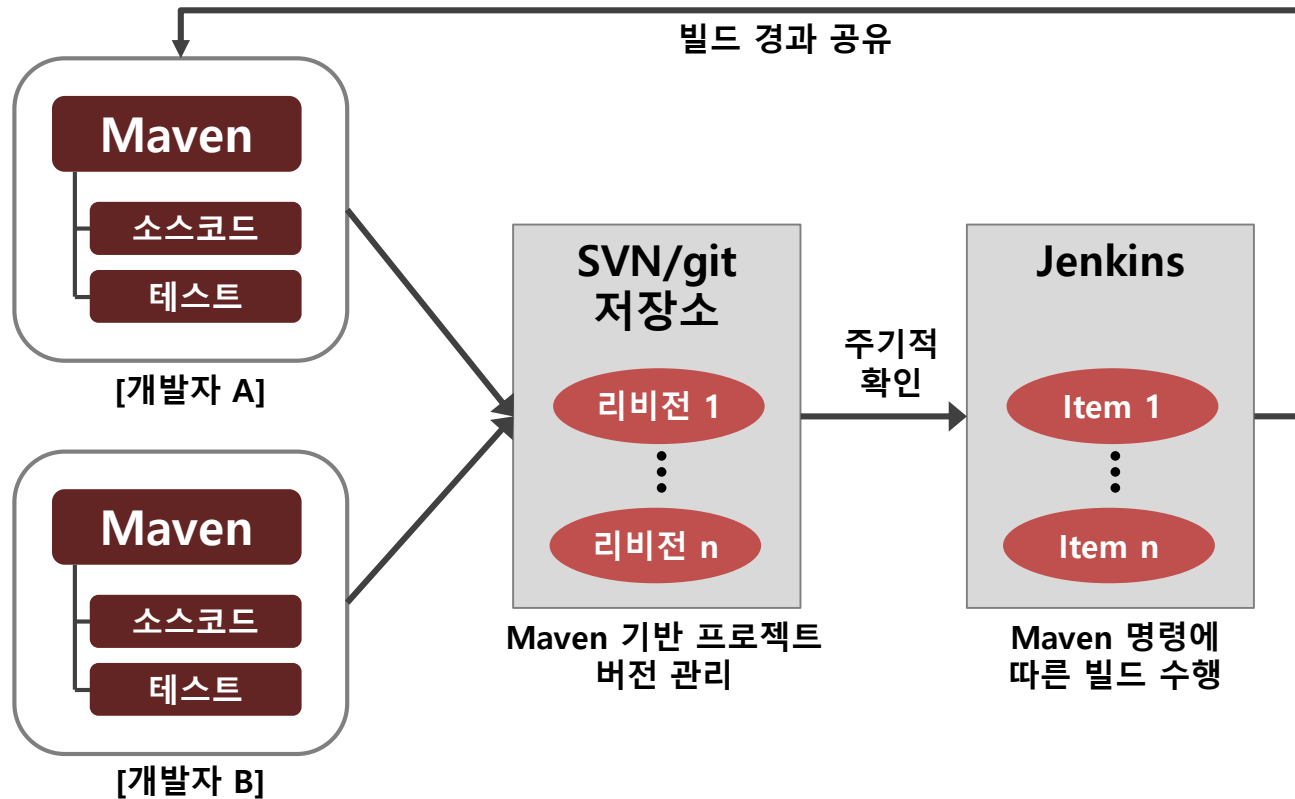 빌드 경과 공유
Maven
소스코드
테스트
[개발자 A]
Maven
소스코드
테스트
[개발자 B]
SVN/git
저장소
리비전 1
리비전 n
Maven 기반 프로젝트
버전 관리
주기적
확인
Jenkins
Item 1
Item n
Maven 명령에
따른 빌드 수행